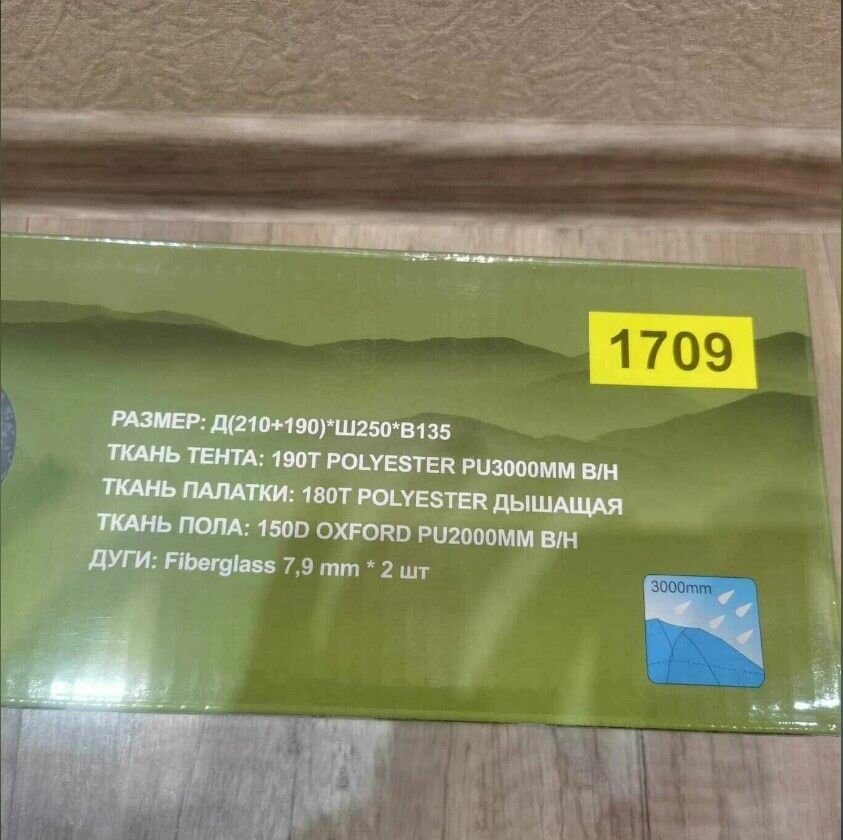 1709
РАЗМЕР: Д(210+190)*Ш250*В135
ТКАНЬ ТЕНТА: 190T POLYESTER PU3000MM В/Н
ТКАНЬ ПАЛАТКИ: 180T POLYESTER ДЫШАЩАЯ
ТКАНЬ ПОЛА: 150D OXFORD PU2000MM В/Н
ДУГИ: Fiberglass 7,9 mm * 2 шт
3000mm